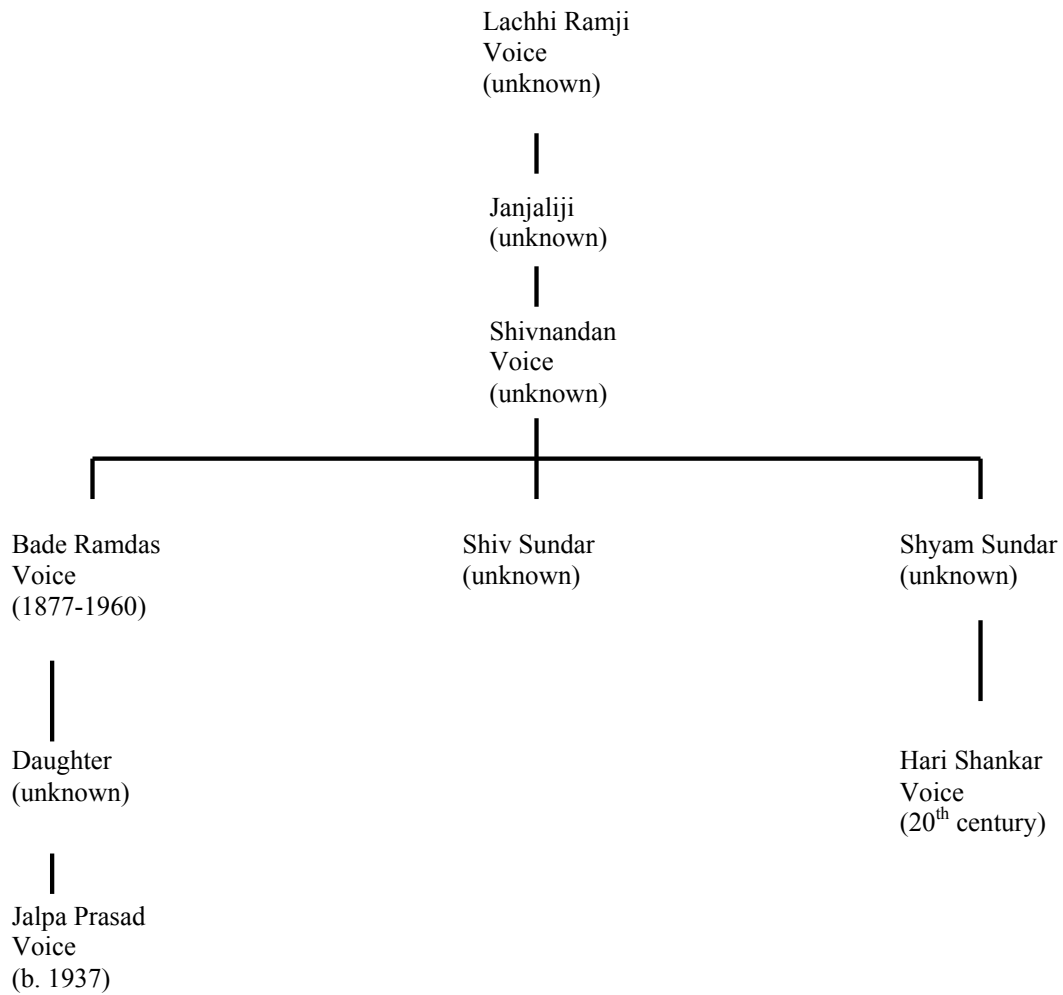 Lachhi Ramji
Voice
(unknown)
Janjaliji
(unknown)
Shivnandan
Voice
(unknown)
Bade Ramdas
Voice
(1877-1960)
Shiv Sundar
(unknown)
Shyam Sundar
(unknown)
Daughter
(unknown)
Hari Shankar
Voice
(20th century)
Jalpa Prasad
Voice
(b. 1937)